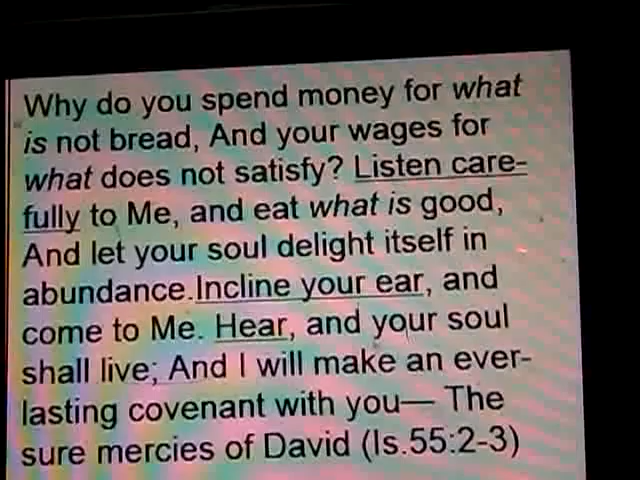 Why do you spend money for what
is not bread, And your wages for
what does not satisfy? Listen care-
fully to Me, and eat what is good,
And let your soul delight itself in
abundance.Incline your ear, and
come to Me. Hear, and your soul
shall live; And I will make an ever-
lasting covenant with you— The
sure mercies of David (Is.55:2-3)